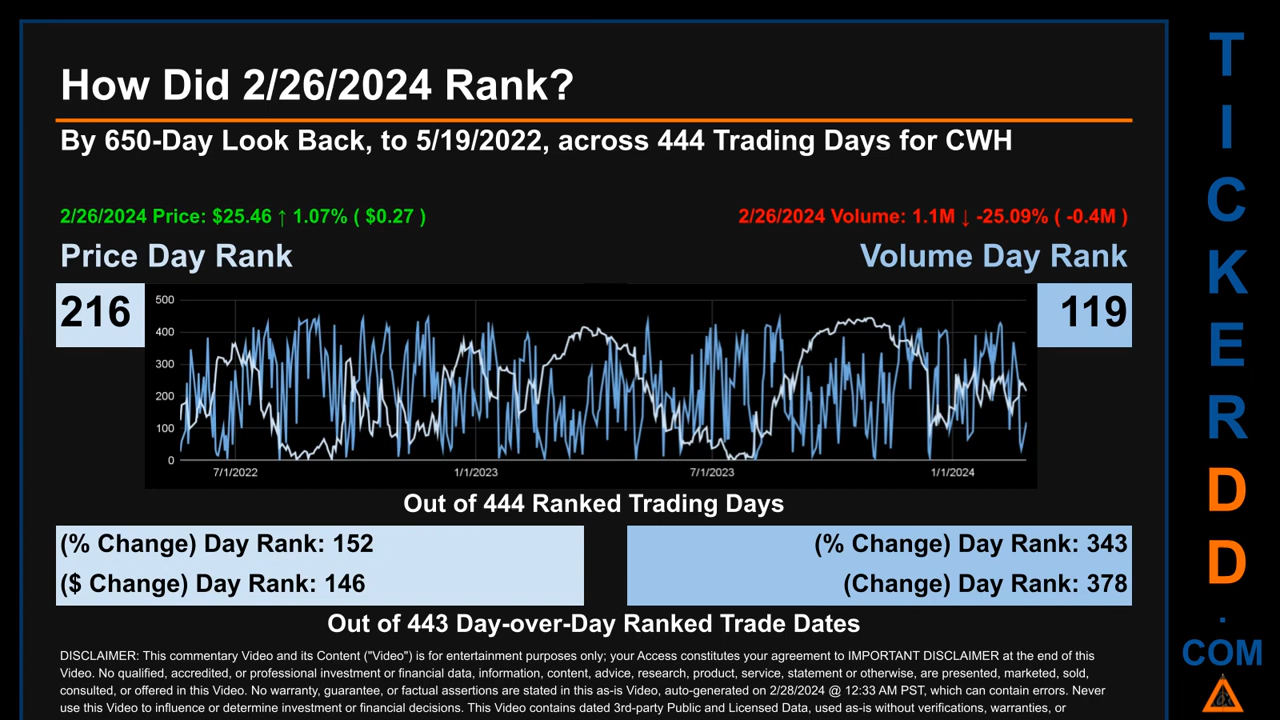 How Did 2/26/2024 Rank?
By 650-Day Look Back, to 5/19/2022, across 444 Trading Days for CWH
2/26/2024 Price: $25.46 ↑ 1.07% ( $0.27 )
2/26/2024 Volume: 1.1M ↓ -25.09% ( -0.4M )
Price Day Rank
Volume Day Rank
216
119
500
400
300
200
100
0
7/1/2022
1/1/2023
7/1/2023
1/1/2024
Out of 444 Ranked Trading Days
(% Change) Day Rank: 152
($ Change) Day Rank: 146
(% Change) Day Rank: 343
(Change) Day Rank: 378
Out of 443 Day-over-Day Ranked Trade Dates
DISCLAIMER: This commentary Video and its Content ("Video") is for entertainment purposes only; your Access constitutes your agreement to IMPORTANT DISCLAIMER at the end of this
Video. No qualified, accredited, or professional investment or financial data, information, content, advice, research, product, service, statement or otherwise, are presented, marketed, sold,
consulted, or offered in this Video. No warranty, guarantee, or factual assertions are stated in this as-is Video, auto-generated on 2/28/2024 @ 12:33 AM PST, which can contain errors. Never
use this Video to influence or determine investment or financial decisions. This Video contains dated 3rd-party Public and Licensed Data, used as-is without verifications, warranties, or
T
I
C
K
E
R
D
D
.
COM